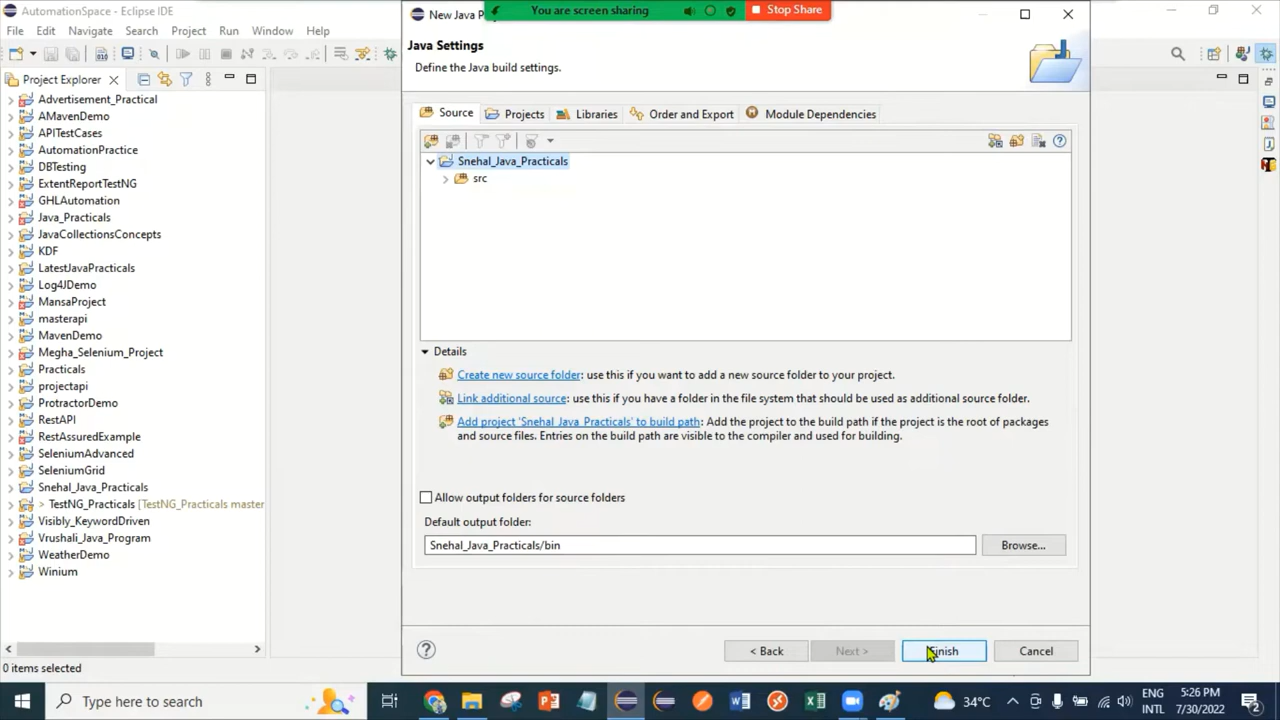 AutomationSpace - Eclipse IDE
File Edit Navigate Search Project Run Window Help
Project Explorer
Advertisement_Practical
AMavenDemo
APITestCases
AutomationPractice
DBTesting
ExtentReportTestNG
GHLAutomation
Java_Practicals
JavaCollectionsConcepts
KDF
LatestJavaPracticals
Log4JDemo
MansaProject
masterapi
MavenDemo
Megha_Selenium_Project
Practicals
projectapi
ProtractorDemo
RestAPI
RestAssuredExample
SeleniumAdvanced
SeleniumGrid
Snehal_Java_Practicals
> TestNG_Practicals [TestNG_Practicals master
Visibly_KeywordDriven
Vrushali_Java_Program
WeatherDemo
Winium
0 items selected
New Java P
You are screen sharing
Stop Share
Java Settings
Define the Java build settings.
Source Projects Libraries Order and Export Module Dependencies
Snehal_Java_Practicals
src
Details
Create new source folder: use this if you want to add a new source folder to your project.
Link additional source: use this if you have a folder in the file system that should be used as additional source folder.
Add project 'Snehal_Java_Practicals' to build path: Add the project to the build path if the project is the root of packages
and source files. Entries on the build path are visible to the compiler and used for building.
Allow output folders for source folders
Default output folder:
Snehal_Java_Practicals/bin
Browse...
< Back Next > Finish Cancel
Type here to search
34°C
ENG
INTL
5:26 PM
7/30/2022
2